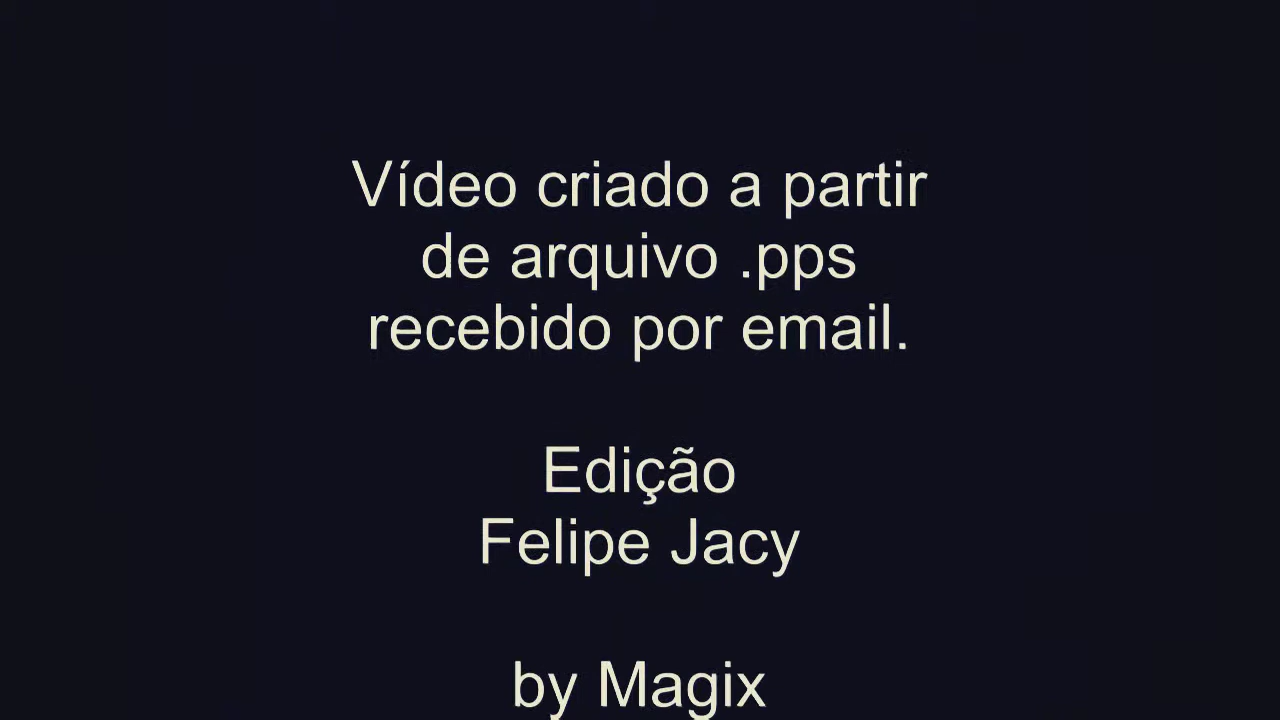 Vídeo criado a partir
de arquivo .pps
recebido por email.
Edição
Felipe Jacy
by Magix